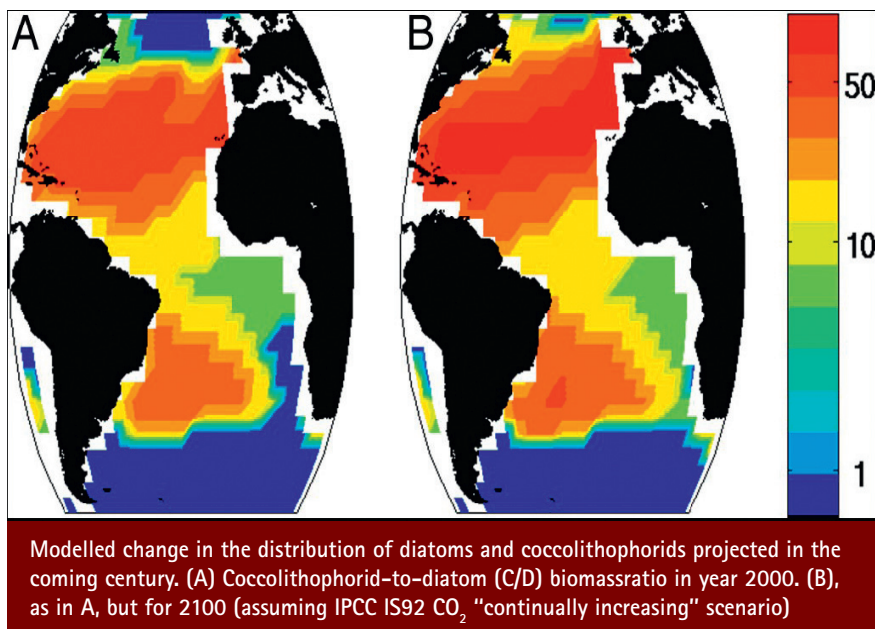 A
B
50
10
1
Modelled change in the distribution of diatoms and coccolithophorids projected in the
coming century. (A) Coccolithophorid-to-diatom (C/D) biomassratio in year 2000. (B),
as in A, but for 2100 (assuming IPCC IS92 CO₂ “continually increasing” scenario)